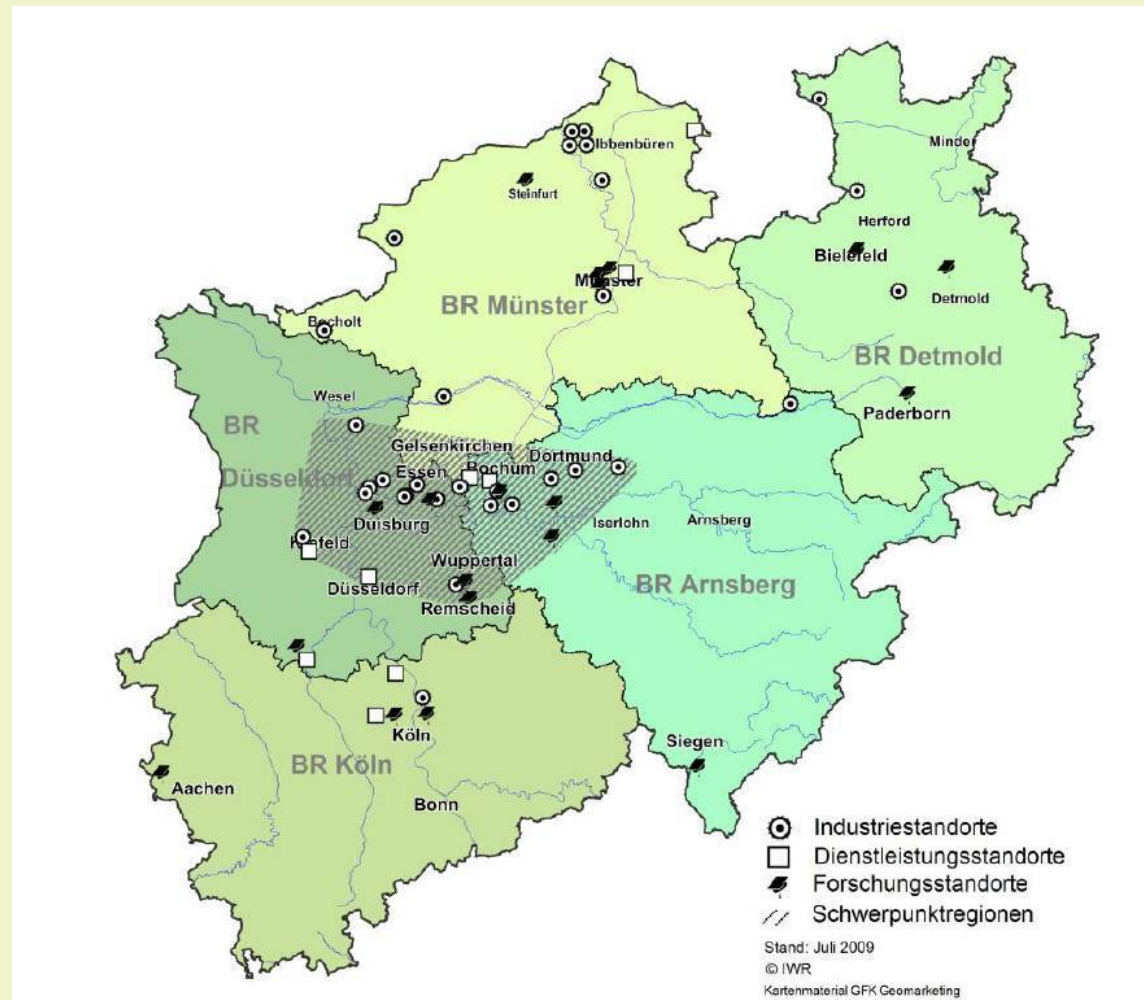 Minden
Ibbenbüren
Steinfurt
Herford
Bielefeld
Münster
Detmold
BR Münster
Bocholt
BR Detmold
Wesel
Paderborn
BR
Gelsenkirchen
Düsseldorf
Essen
Bochum
Dortmund
Duisburg
Iserlohn
Arnsberg
Krefeld
Wuppertal
BR Arnsberg
Düsseldorf
Remscheid
Köln
Siegen
BR Köln
Aachen
Bonn
Industriestandorte
Dienstleistungsstandorte
Forschungsstandorte
Schwerpunktregionen
Stand: Juli 2009
© IWR
Kartenmaterial GFK Geomarketing